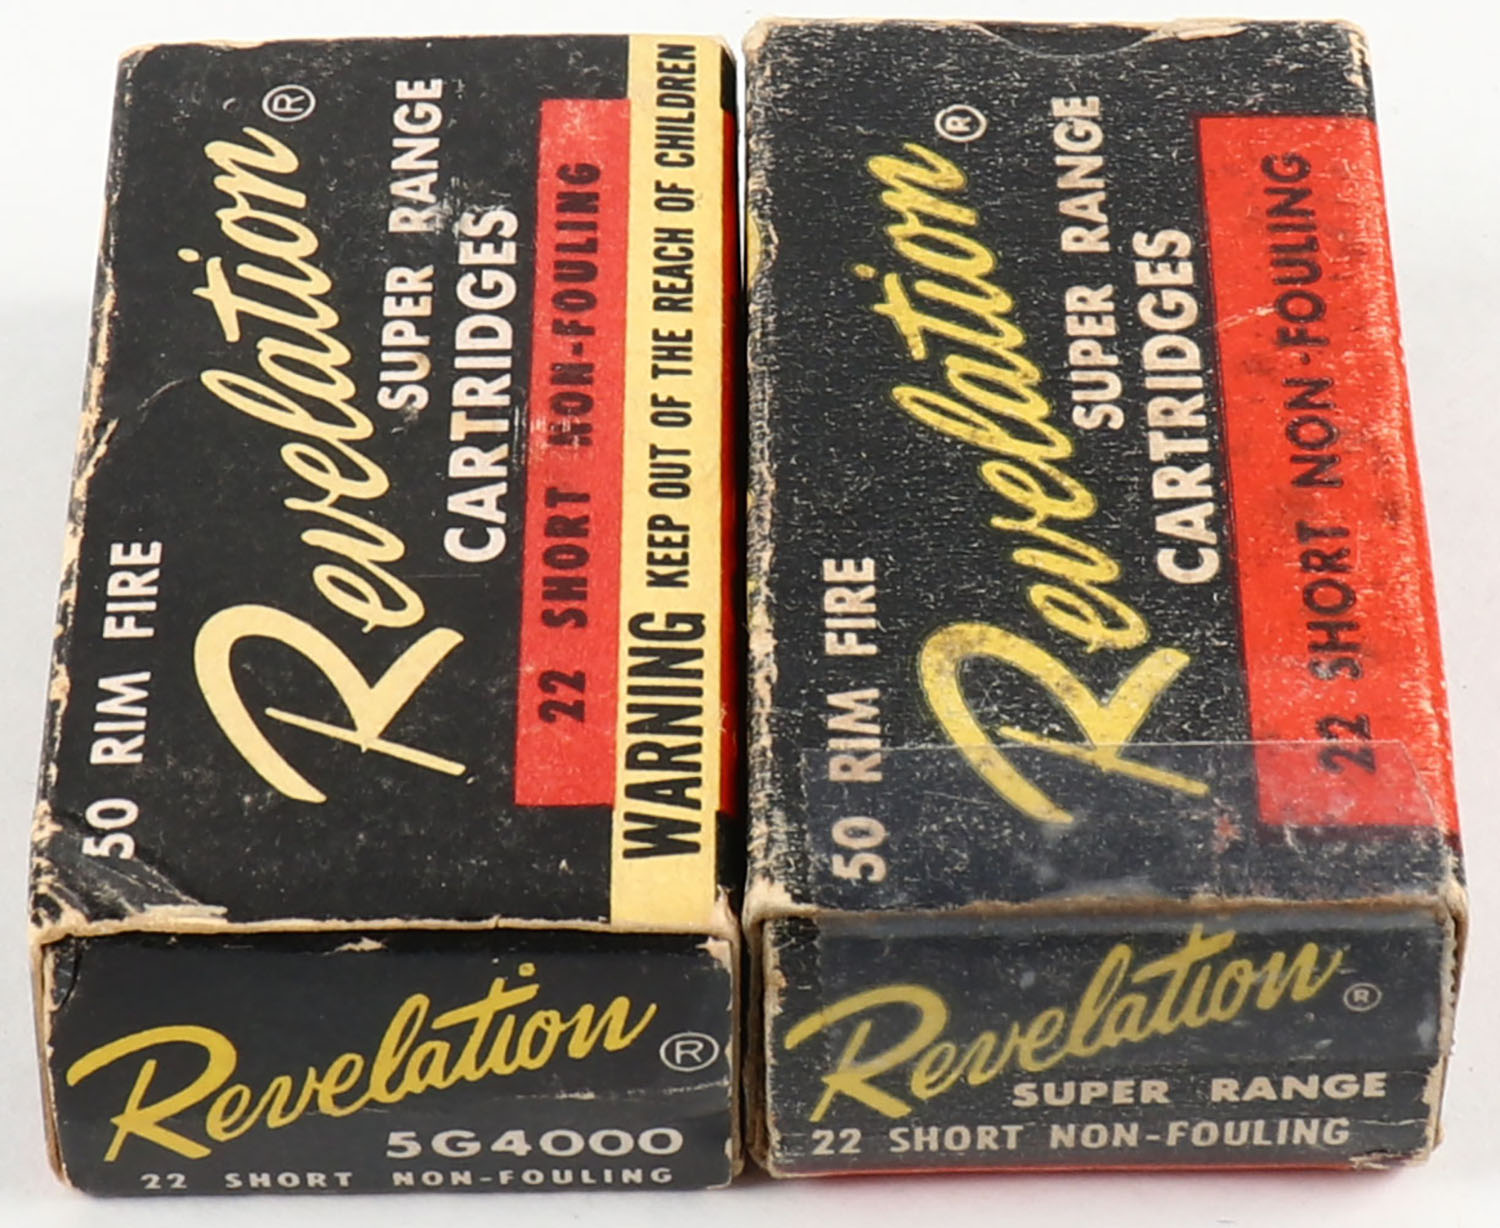 50 RIM FIRE
Revelation ®
SUPER RANGE
CARTRIDGES
22 SHORT NON-FOULING
WARNING KEEP OUT OF THE REACH OF CHILDREN
Revelation ®
5G4000
22 SHORT NON-FOULING
50 RIM FIRE
Revelation ®
SUPER RANGE
CARTRIDGES
22 SHORT NON-FOULING
Revelation ®
SUPER RANGE
22 SHORT NON-FOULING